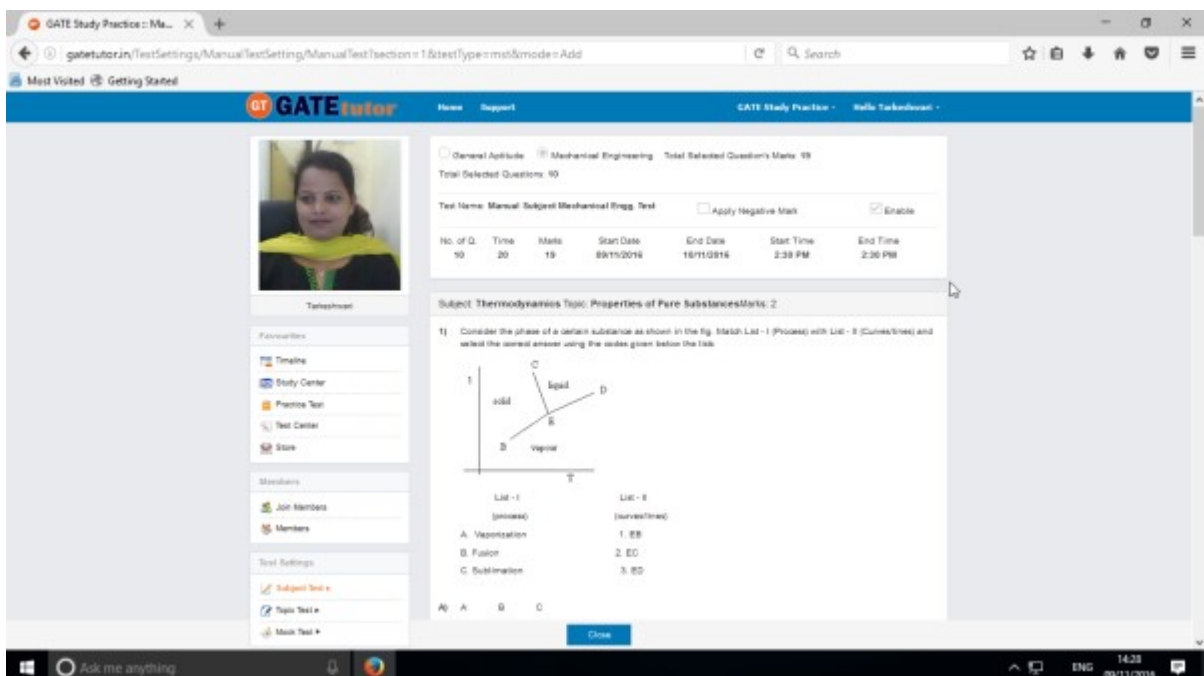 GATE Study Practice :: Ma...
gatetutor.in/TestSettings/ManualTestSetting/ManualTest?section=1&testType=mst&mode=Add
Search
Most Visited Getting Started
GT GATEtutor Home Support GATE Study Practice Hello Tarkeshwari
General Aptitude Mechanical Engineering Total Selected Question's Marks: 19
Total Selected Questions: 10
Test Name: Manual Subject Mechanical Engg. Test Apply Negative Mark Enable
No. of Q. Time Marks Start Date End Date Start Time End Time
10 20 19 09/11/2016 10/11/2016 2:30 PM 2:30 PM
Tarkeshwari
Subject: Thermodynamics Topic: Properties of Pure SubstancesMarks: 2
1) Consider the phase of a certain substance as shown in the fig. Match List - I (Process) with List - II (Curves/lines) and
select the correct answer using the codes given below the lists
C
liquid
D
solid
B
vapour
T
List - I List - II
(process) (curves/lines)
A. Vaporization 1. EB
B. Fusion 2. EC
C. Sublimation 3. ED
A) A B C
Favourites
Timeline
Study Center
Practice Test
Test Center
Store
Members
Join Members
Members
Test Settings
Subject Test
Topic Test
Mock Test
Close
Ask me anything
ENG
14:28
09/11/2016